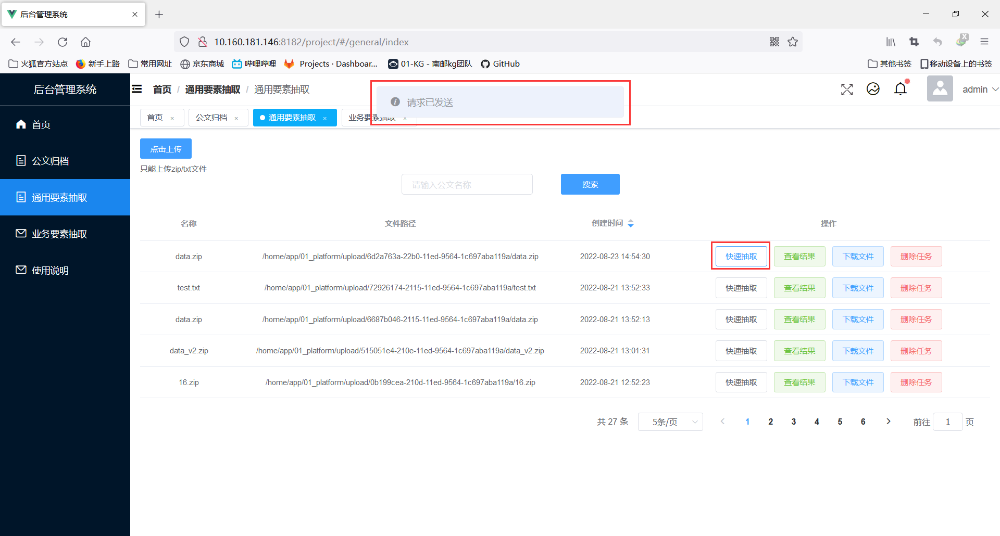 后台管理系统
10.160.181.146:8182/project/#/general/index
火狐官方站点 新手上路 常用网址 京东商城 哔哩哔哩 Projects · Dashboar... 01-KG - 南邮kg团队 GitHub 其他书签 移动设备上的书签
后台管理系统
首页 / 通用要素抽取 / 通用要素抽取
请求已发送
admin
首页 × 公文归档 × 通用要素抽取 × 业务要素抽取 ×
首页
公文归档
通用要素抽取
业务要素抽取
使用说明
点击上传
只能上传zip/txt文件
请输入公文名称 搜索
名称 文件路径 创建时间 操作
data.zip /home/app/01_platform/upload/6d2a763a-22b0-11ed-9564-1c697aba119a/data.zip 2022-08-23 14:54:30 快速抽取 查看结果 下载文件 删除任务
test.txt /home/app/01_platform/upload/72926174-2115-11ed-9564-1c697aba119a/test.txt 2022-08-21 13:52:33 快速抽取 查看结果 下载文件 删除任务
data.zip /home/app/01_platform/upload/6687b046-2115-11ed-9564-1c697aba119a/data.zip 2022-08-21 13:52:13 快速抽取 查看结果 下载文件 删除任务
data_v2.zip /home/app/01_platform/upload/515051e4-210e-11ed-9564-1c697aba119a/data_v2.zip 2022-08-21 13:01:31 快速抽取 查看结果 下载文件 删除任务
16.zip /home/app/01_platform/upload/0b199cea-210d-11ed-9564-1c697aba119a/16.zip 2022-08-21 12:52:23 快速抽取 查看结果 下载文件 删除任务
共 27 条 5条/页 1 2 3 4 5 6 前往 1 页